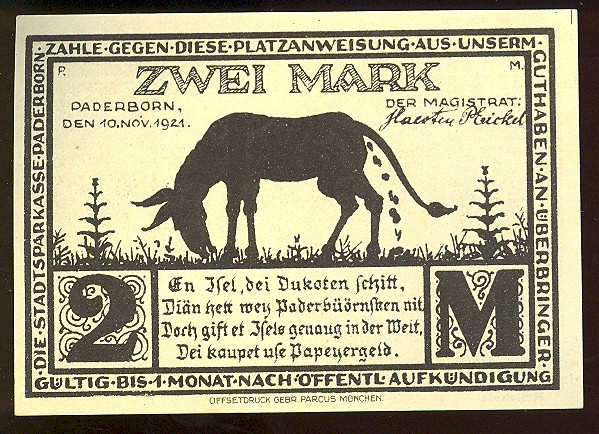 DIE·STADTSPARKASSE·PADERBORN·
ZAHLE·GEGEN·DIESE·PLATZANWEISUNG·AUS·UNSERM·
GUTHABEN·AN·ÜBERBRINGER·
GÜLTIG·BIS·1·MONAT·NACH·ÖFFENTL·AUFKÜNDIGUNG
P. M.
ZWEI MARK
PADERBORN,
DEN 10. NOV. 1921.
DER MAGISTRAT:
2
En Isel, dei Dukoten schitt,
Diän hett wey Paderbüörnsken nit
Doch gift et Isels genaug in der Welt,
Dei kaupet use Papeyergeld.
M
OFFSETDRUCK GEBR. PARCUS MÜNCHEN.